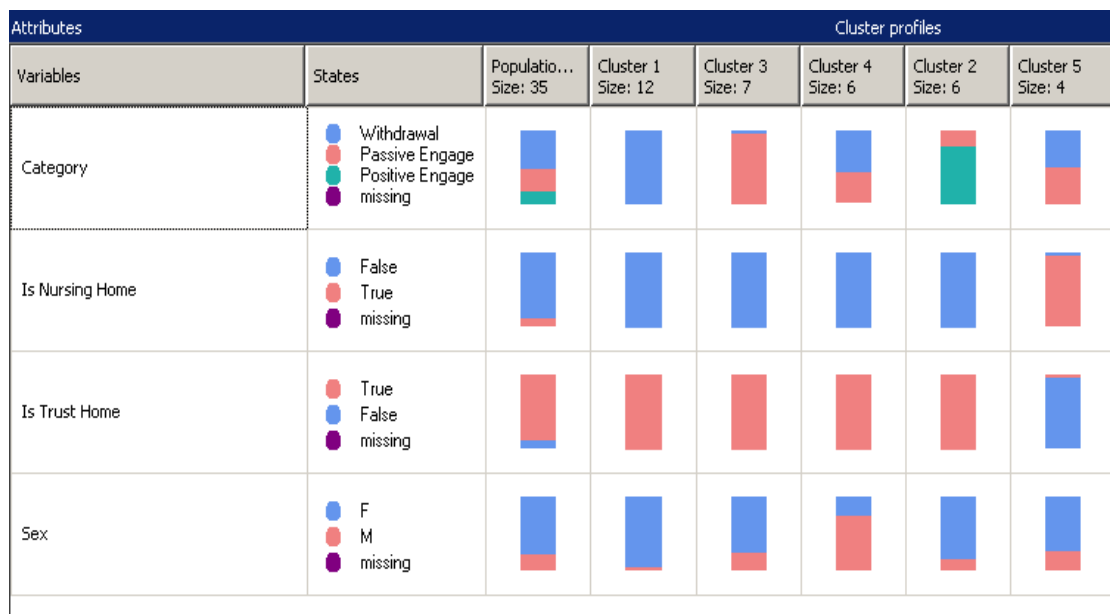 Attributes Cluster profiles
Variables States Populatio... Cluster 1 Cluster 3 Cluster 4 Cluster 2 Cluster 5
Size: 35 Size: 12 Size: 7 Size: 6 Size: 6 Size: 4
Category
Withdrawal
Passive Engage
Positive Engage
missing
Is Nursing Home
False
True
missing
Is Trust Home
True
False
missing
Sex
F
M
missing